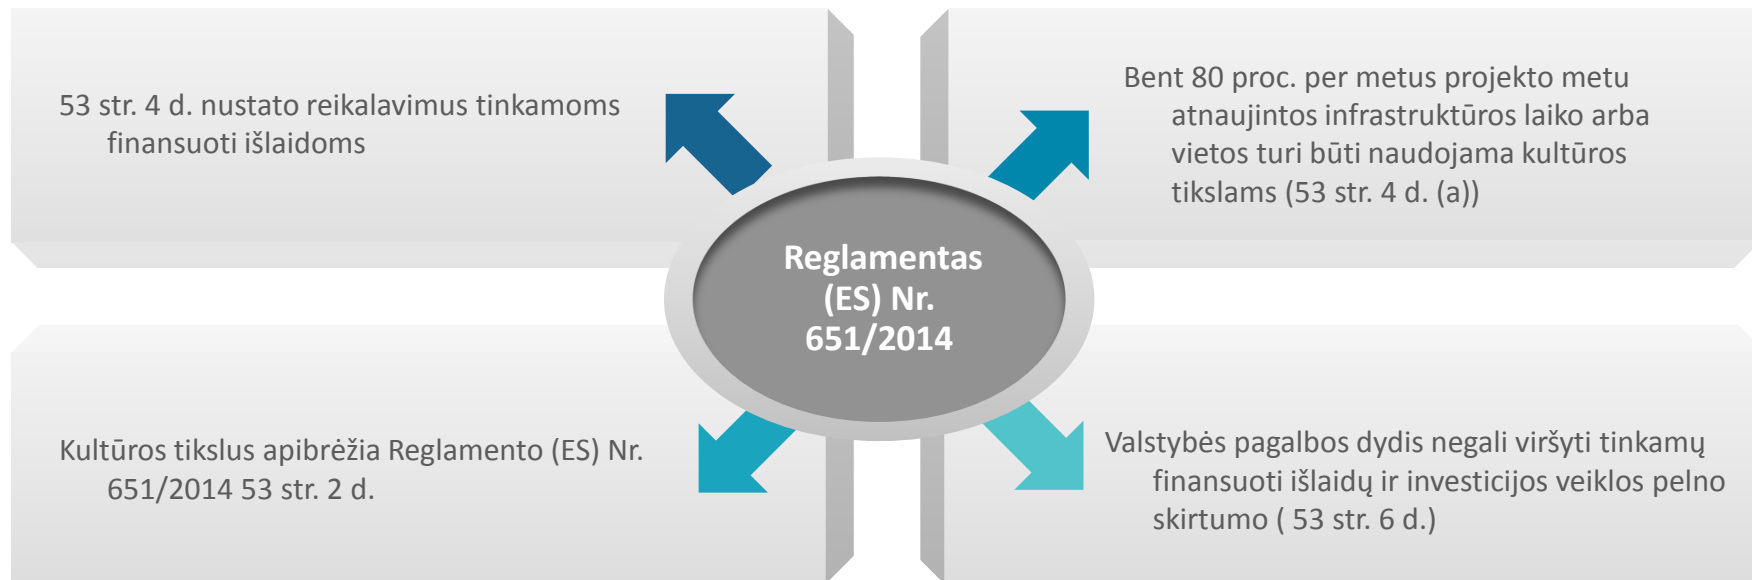 53 str. 4 d. nustato reikalavimus tinkamoms
finansuoti išlaidoms
Bent 80 proc. per metus projekto metu
atnaujintos infrastruktūros laiko arba
vietos turi būti naudojama kultūros
tikslams (53 str. 4 d. (a))
Reglamentas
(ES) Nr.
651/2014
Kultūros tikslus apibrėžia Reglamento (ES) Nr.
651/2014 53 str. 2 d.
Valstybės pagalbos dydis negali viršyti tinkamų
finansuoti išlaidų ir investicijos veiklos pelno
skirtumo ( 53 str. 6 d.)